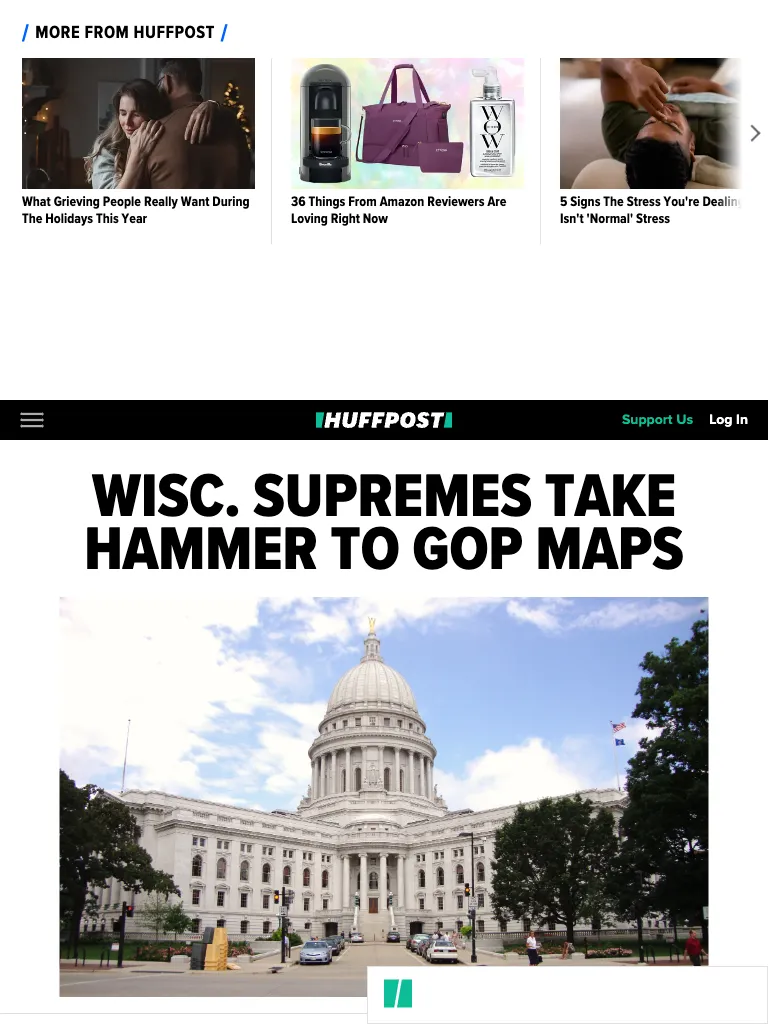 / MORE FROM HUFFPOST /
What Grieving People Really Want During
The Holidays This Year
36 Things From Amazon Reviewers Are
Loving Right Now
5 Signs The Stress You're Dealing
Isn't 'Normal' Stress
WOW
HUFFPOST
Support Us
Log In
WISC. SUPREMES TAKE
HAMMER TO GOP MAPS